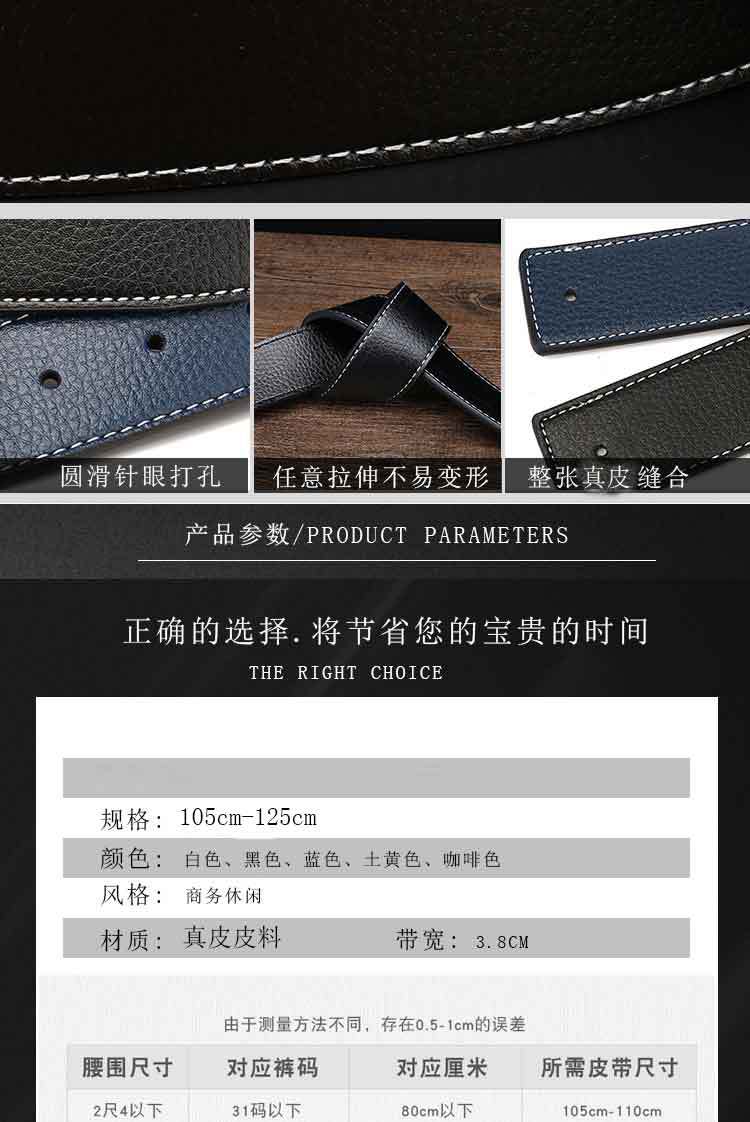 圆滑针眼打孔 任意拉伸不易变形 整张真皮缝合
产品参数/PRODUCT PARAMETERS
正确的选择.将节省您的宝贵的时间
THE RIGHT CHOICE
规格: 105cm-125cm
颜色: 白色、黑色、蓝色、土黄色、咖啡色
风格: 商务休闲
材质: 真皮皮料 带宽: 3.8CM
由于测量方法不同，存在0.5-1cm的误差
腰围尺寸 对应裤码 对应厘米 所需皮带尺寸
2尺4以下 31码以下 80cm以下 105cm-110cm